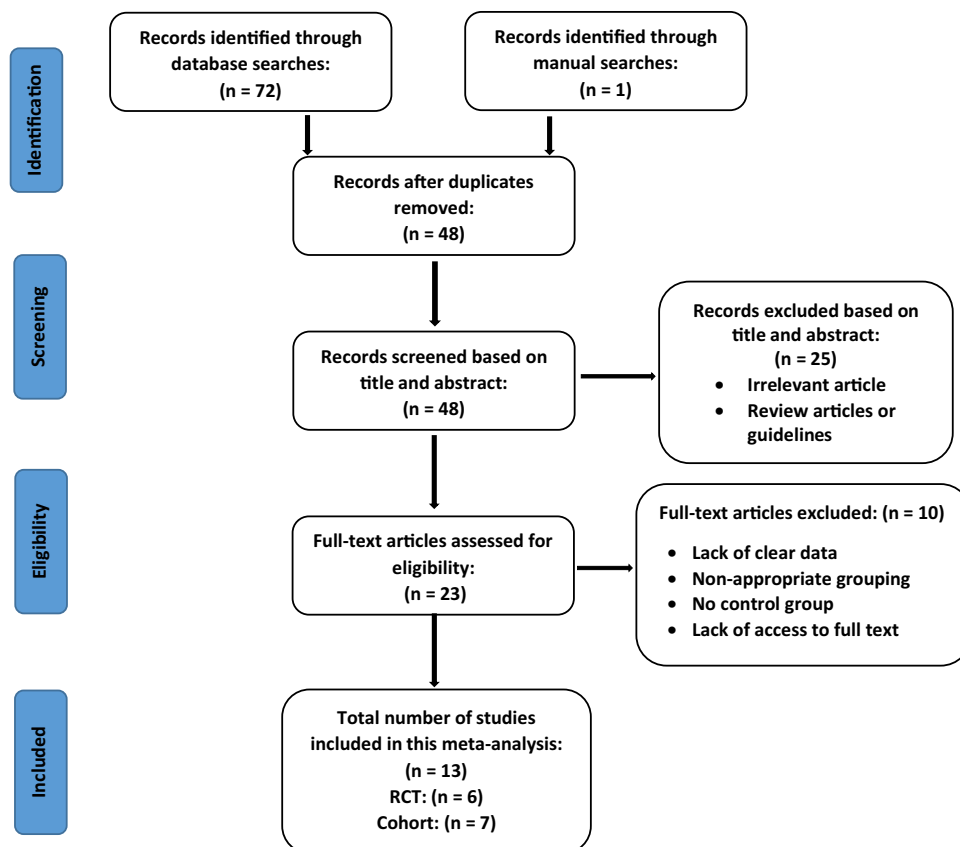 Identification
Records identified through
database searches:
(n = 72)
Records identified through
manual searches:
(n = 1)
Records after duplicates
removed:
(n = 48)
Screening
Records screened based on
title and abstract:
(n = 48)
Records excluded based on
title and abstract:
(n = 25)
• Irrelevant article
• Review articles or
guidelines
Eligibility
Full-text articles assessed for
eligibility:
(n = 23)
Full-text articles excluded: (n = 10)
• Lack of clear data
• Non-appropriate grouping
• No control group
• Lack of access to full text
Included
Total number of studies
included in this meta-analysis:
(n = 13)
RCT: (n = 6)
Cohort: (n = 7)